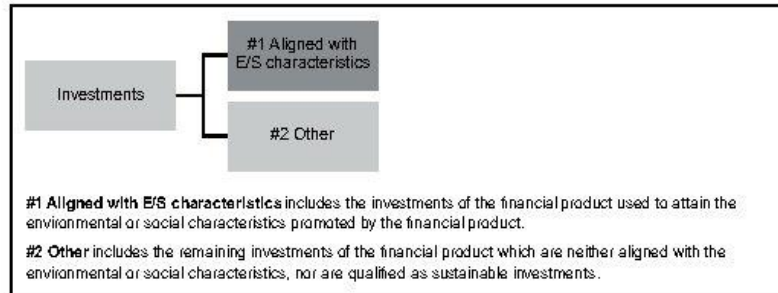 #1 Aligned with
E/S characteristics
Investments
#2 Other
#1 Aligned with E/S characteristics includes the investments of the financial product used to attain the
environmental or social characteristics promoted by the financial product.
#2 Other includes the remaining investments of the financial product which are neither aligned with the
environmental or social characteristics, nor are qualified as sustainable investments.